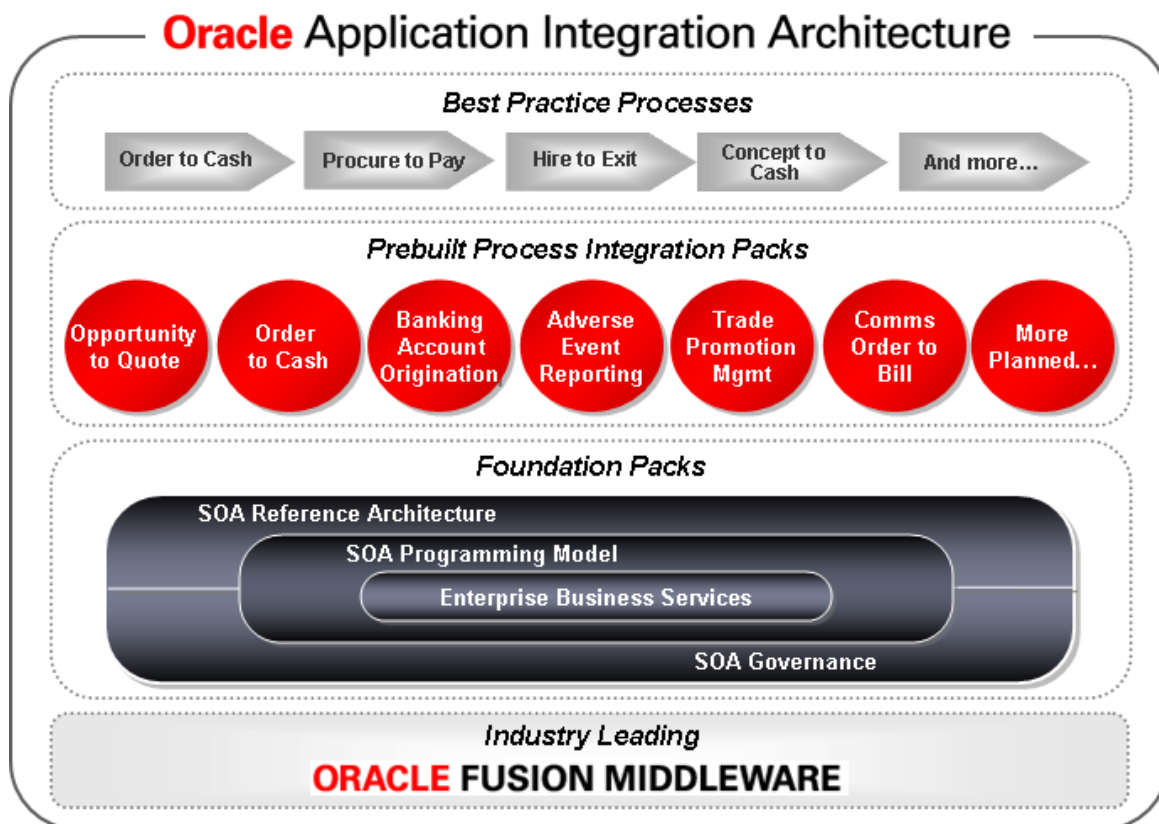 Oracle Application Integration Architecture
Best Practice Processes
Order to Cash
Procure to Pay
Hire to Exit
Concept to
Cash
And more...
Prebuilt Process Integration Packs
Opportunity
to Quote
Order
to Cash
Banking
Account
Origination
Adverse
Event
Reporting
Trade
Promotion
Mgmt
Comms
Order to
Bill
More
Planned...
Foundation Packs
SOA Reference Architecture
SOA Programming Model
Enterprise Business Services
SOA Governance
Industry Leading
ORACLE FUSION MIDDLEWARE